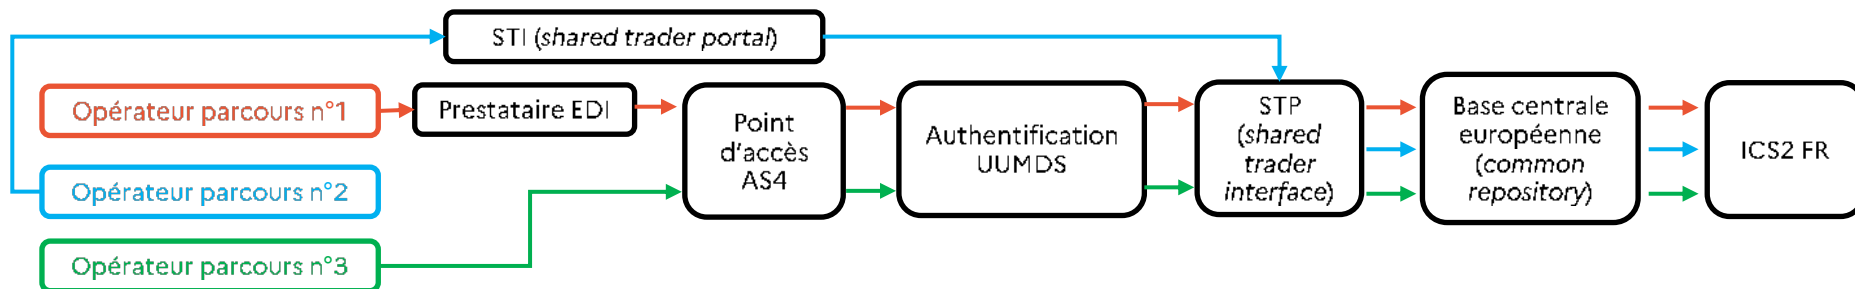 STI (shared trader portal)
Opérateur parcours n°1
Prestataire EDI
Opérateur parcours n°2
Opérateur parcours n°3
Point
d'accès
AS4
Authentification
UUMDS
STP
(shared
trader
interface)
Base centrale
européenne
(common
repository)
ICS2 FR